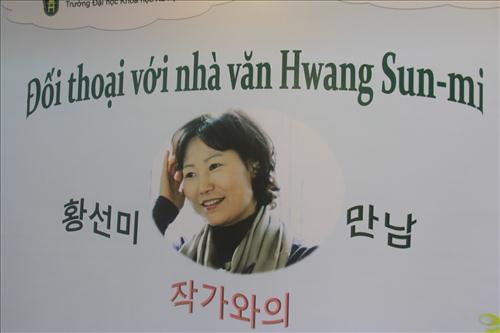 Trường Đại học Khoa học
Đối thoại với nhà văn Hwang Sun-mi
황선미
만남
작가와의